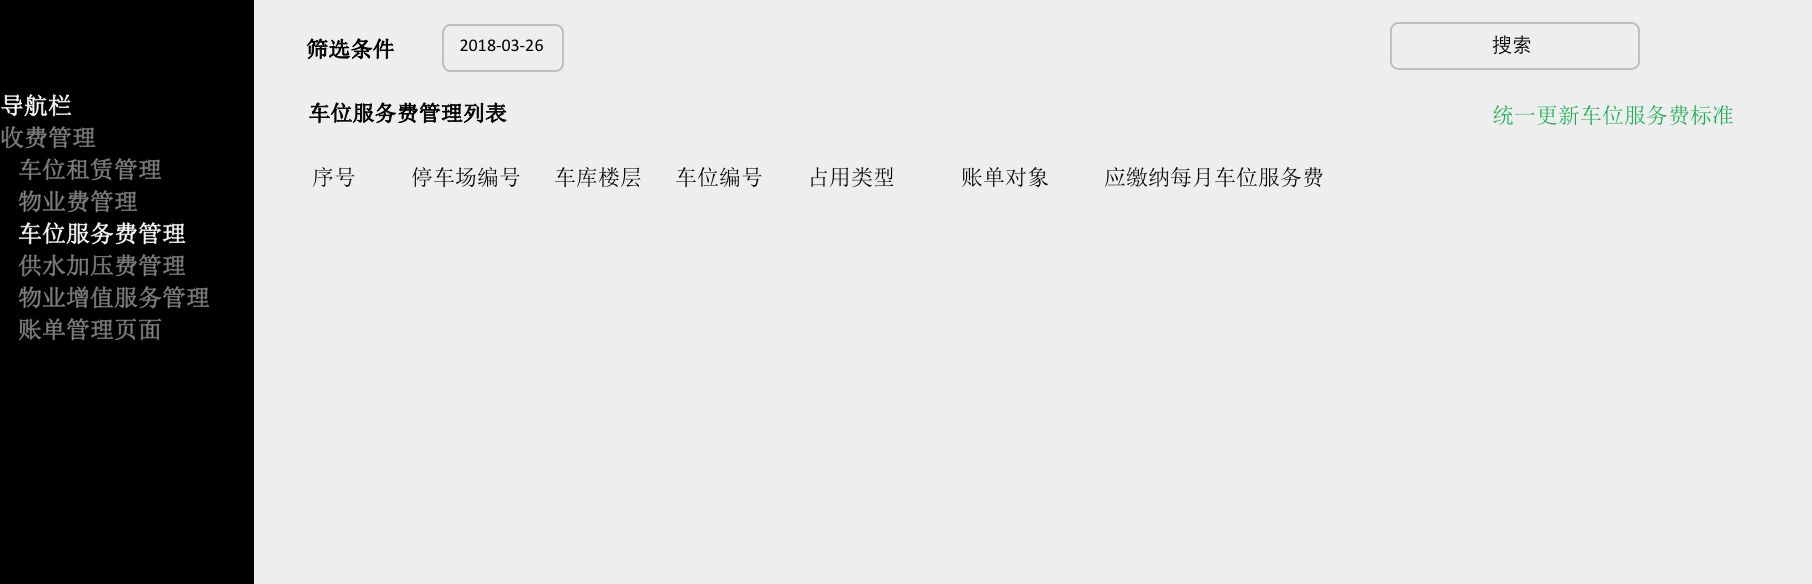 导航栏
收费管理
车位租赁管理
物业费管理
车位服务费管理
供水加压费管理
物业增值服务管理
账单管理页面
筛选条件 2018-03-26 搜索
车位服务费管理列表 统一更新车位服务费标准
序号 停车场编号 车库楼层 车位编号 占用类型 账单对象 应缴纳每月车位服务费